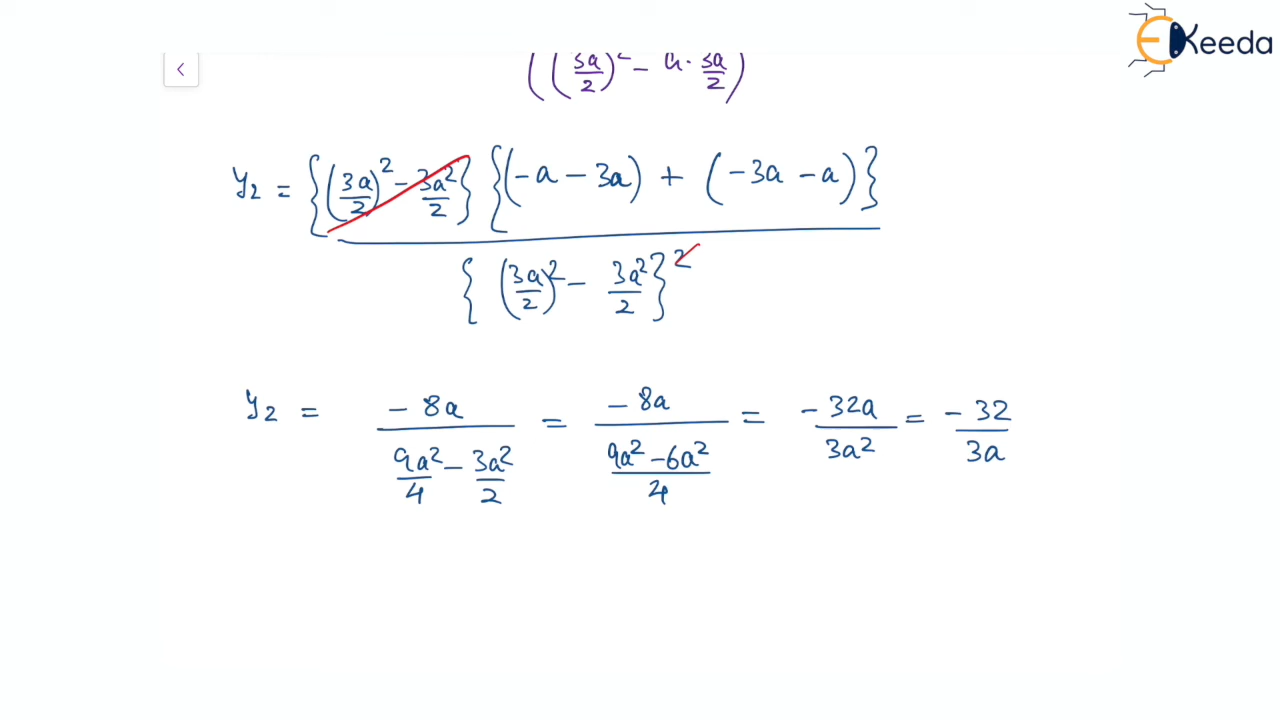 EKeeda
((3a/2)² - a · 3a/2)
y₂ = {(3a/2)² - 3a²/2} {(-a - 3a) + (-3a - a)} / {(3a/2)² - 3a²/2}²
y₂ = -8a / (9a²/4 - 3a²/2) = -8a / ((9a² - 6a²)/4) = -32a/3a² = -32/3a